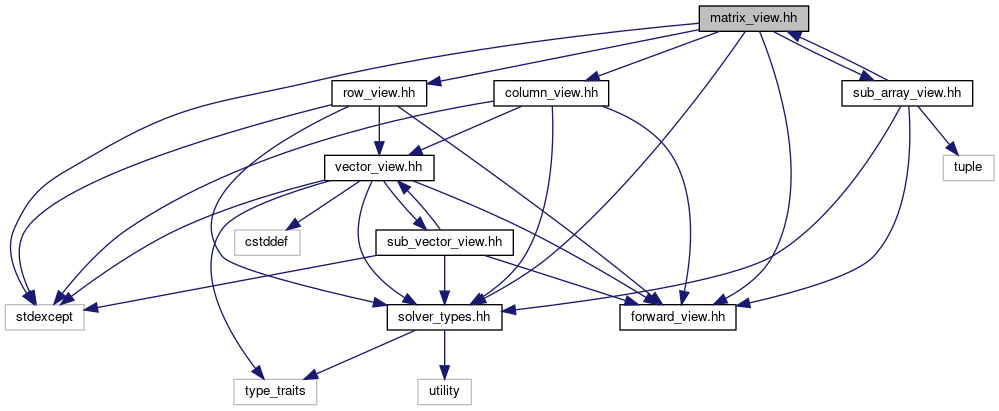 matrix_view.hh
row_view.hh
column_view.hh
sub_array_view.hh
vector_view.hh
tuple
cstddef
sub_vector_view.hh
stdexcept
solver_types.hh
forward_view.hh
type_traits
utility